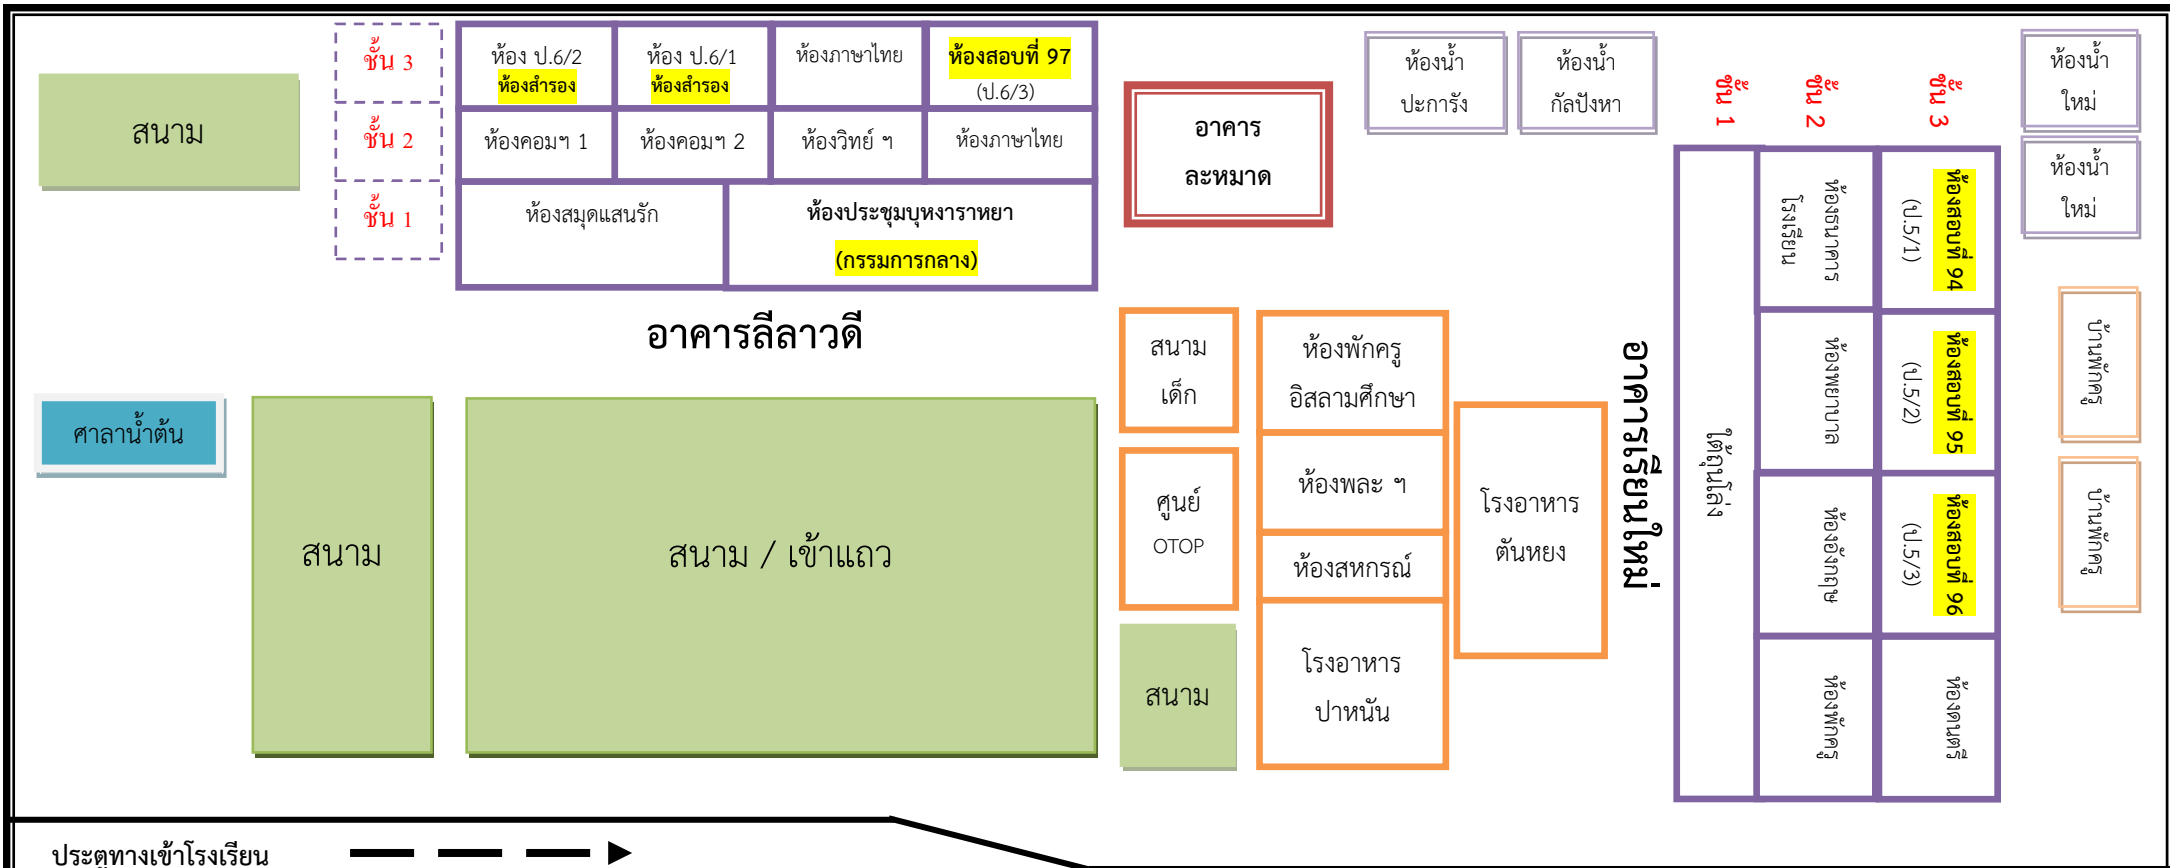 สนาม
ชั้น 3
ชั้น 2
ชั้น 1
ห้อง ป.6/2
ห้องสำรอง
ห้อง ป.6/1
ห้องสำรอง
ห้องภาษาไทย
ห้องสอบที่ 97
(ป.6/3)
ห้องคอมฯ 1
ห้องคอมฯ 2
ห้องวิทย์ ฯ
ห้องภาษาไทย
ห้องสมุดแสนรัก
ห้องประชุมบุหงาราหยา
(กรรมการกลาง)
อาคารลีลาวดี
อาคาร
ละหมาด
ห้องน้ำ
ปะการัง
ห้องน้ำ
กัลปังหา
ชั้น 1
ชั้น 2
ชั้น 3
ห้องน้ำ
ใหม่
ห้องน้ำ
ใหม่
ศาลาน้ำต้น
สนาม
สนาม / เข้าแถว
สนาม
เด็ก
ศูนย์
OTOP
สนาม
ห้องพักครู
อิสลามศึกษา
ห้องพละ ฯ
ห้องสหกรณ์
โรงอาหาร
ปาหนัน
โรงอาหาร
ตันหยง
อาคารเรียนใหม่
ใต้ถุนโล่ง
ห้องธนาคาร
โรงเรียน
ห้องพยาบาล
ห้องอังกฤษ
ห้องพักครู
ห้องสอบที่ 94
(ป.5/1)
ห้องสอบที่ 95
(ป.5/2)
ห้องสอบที่ 96
(ป.5/3)
ห้องดนตรี
บ้านพักครู
บ้านพักครู
ประตูทางเข้าโรงเรียน